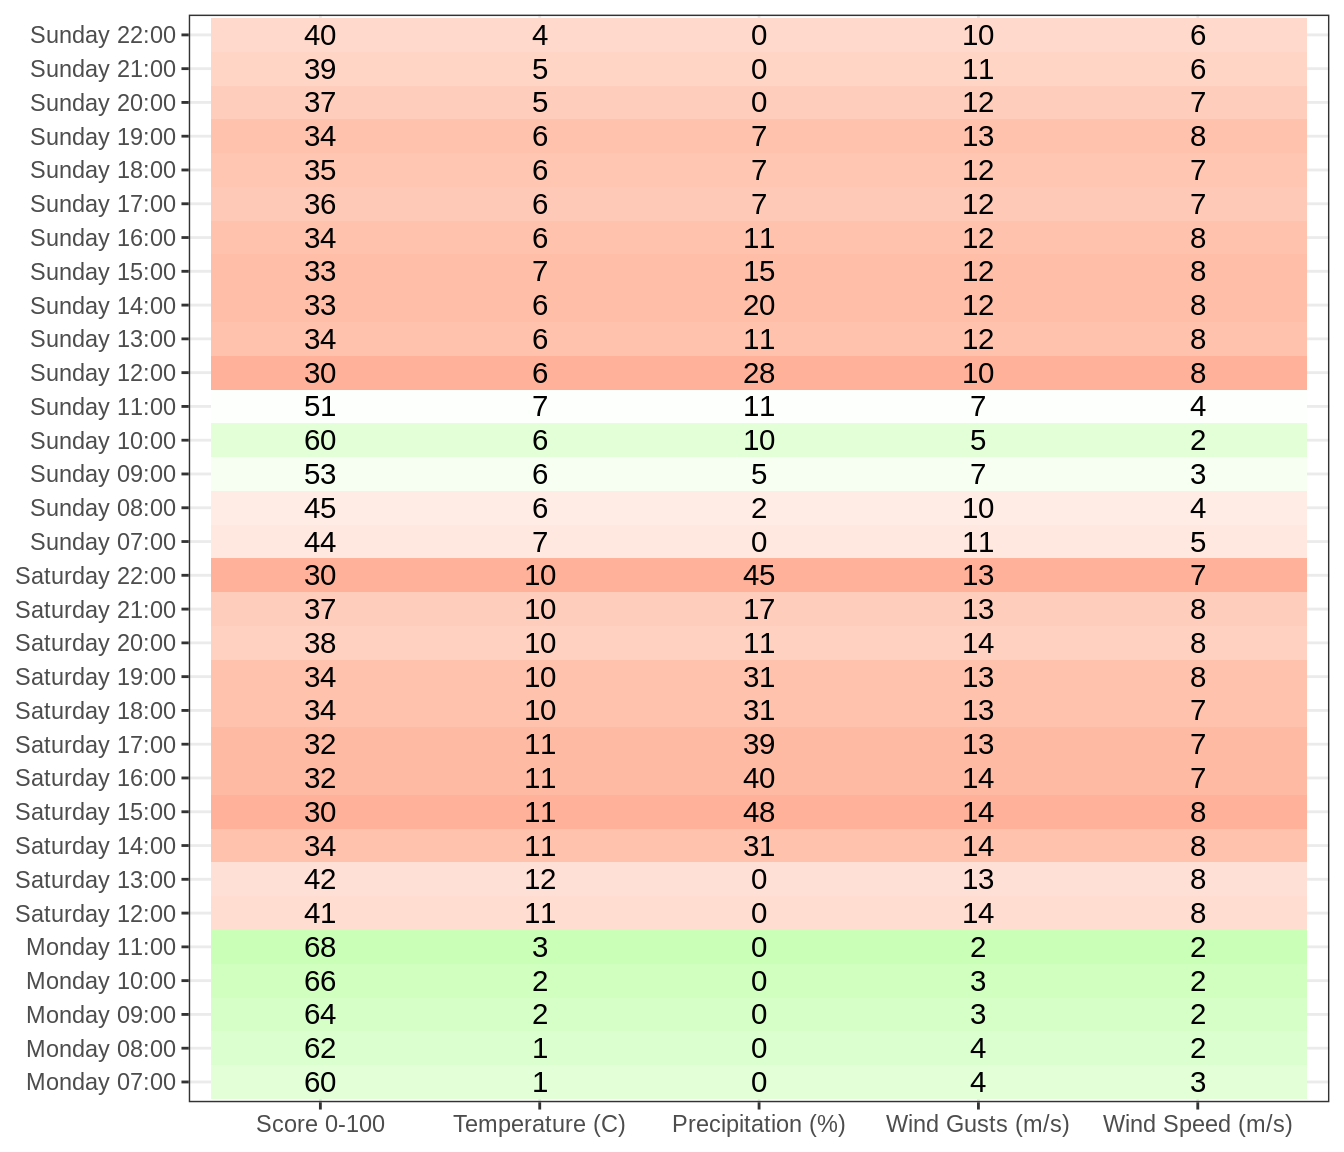 Sunday 22:00 40 4 0 10 6
Sunday 21:00 39 5 0 11 6
Sunday 20:00 37 5 0 12 7
Sunday 19:00 34 6 7 13 8
Sunday 18:00 35 6 7 12 7
Sunday 17:00 36 6 7 12 7
Sunday 16:00 34 6 11 12 8
Sunday 15:00 33 7 15 12 8
Sunday 14:00 33 6 20 12 8
Sunday 13:00 34 6 11 12 8
Sunday 12:00 30 6 28 10 8
Sunday 11:00 51 7 11 7 4
Sunday 10:00 60 6 10 5 2
Sunday 09:00 53 6 5 7 3
Sunday 08:00 45 6 2 10 4
Sunday 07:00 44 7 0 11 5
Saturday 22:00 30 10 45 13 7
Saturday 21:00 37 10 17 13 8
Saturday 20:00 38 10 11 14 8
Saturday 19:00 34 10 31 13 8
Saturday 18:00 34 10 31 13 7
Saturday 17:00 32 11 39 13 7
Saturday 16:00 32 11 40 14 7
Saturday 15:00 30 11 48 14 8
Saturday 14:00 34 11 31 14 8
Saturday 13:00 42 12 0 13 8
Saturday 12:00 41 11 0 14 8
Monday 11:00 68 3 0 2 2
Monday 10:00 66 2 0 3 2
Monday 09:00 64 2 0 3 2
Monday 08:00 62 1 0 4 2
Monday 07:00 60 1 0 4 3
Score 0-100 Temperature (C) Precipitation (%) Wind Gusts (m/s) Wind Speed (m/s)